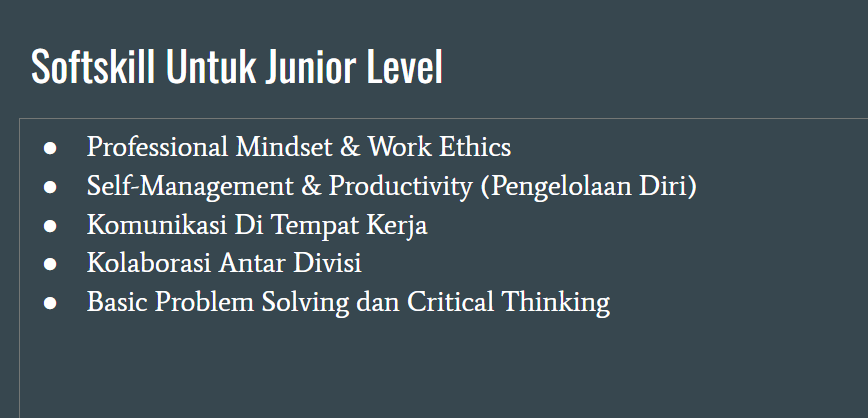 Softskill Untuk Junior Level
● Professional Mindset & Work Ethics
● Self-Management & Productivity (Pengelolaan Diri)
● Komunikasi Di Tempat Kerja
● Kolaborasi Antar Divisi
● Basic Problem Solving dan Critical Thinking